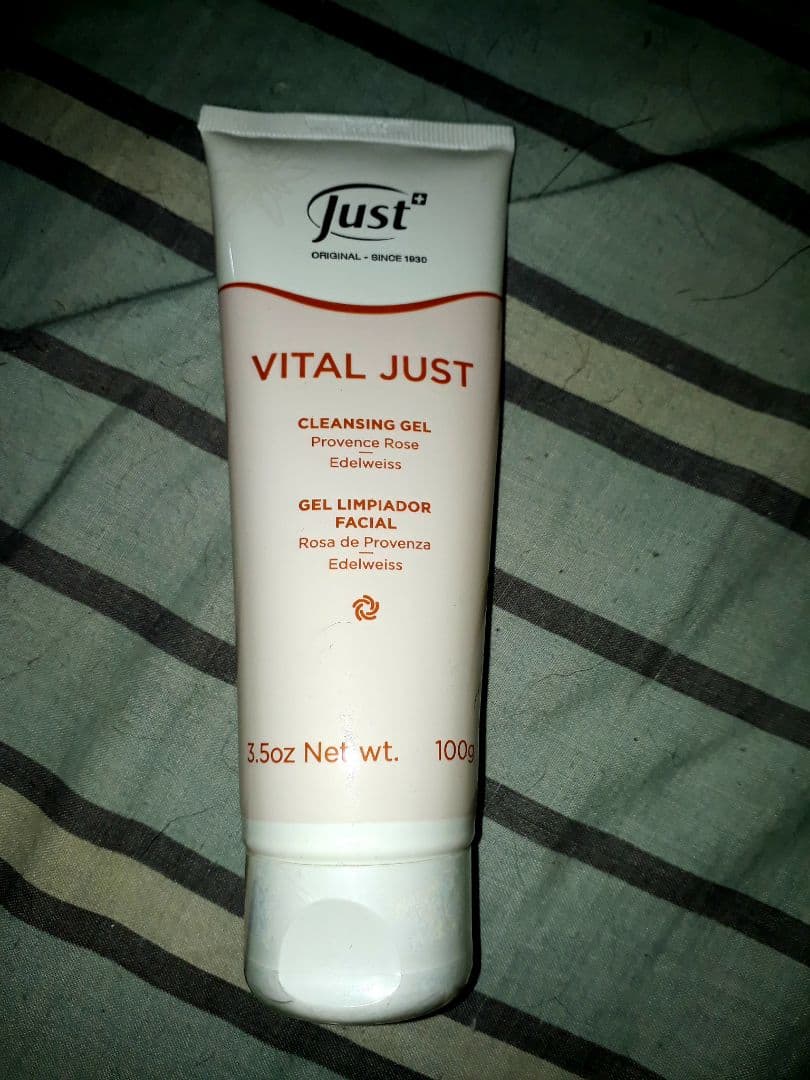 Just
ORIGINAL - SINCE 1930
VITAL JUST
CLEANSING GEL
Provence Rose
Edelweiss
GEL LIMPIADOR
FACIAL
Rosa de Provenza
Edelweiss
3.5oz Net wt. 100g